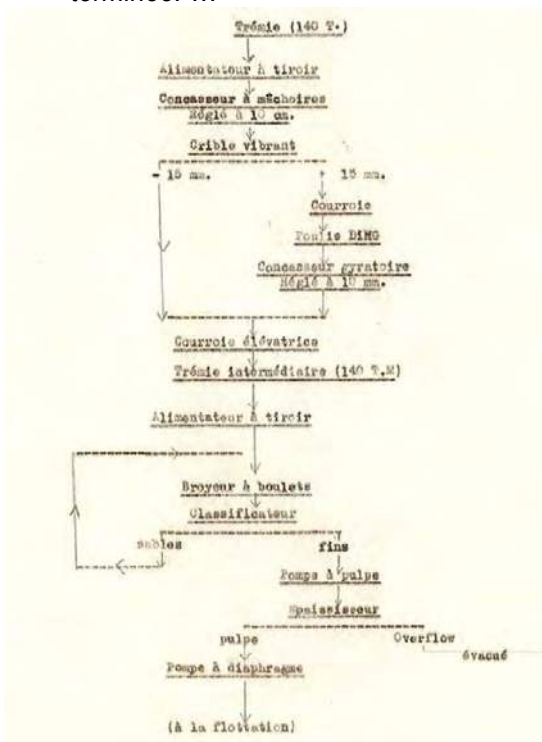 Trémie (140 T.)
Alimentateur à tiroir
Concasseur à mâchoires
Réglé à 10 cm.
Crible vibrant
- 15 mm. + 15 mm.
Courroie
Poulie DING
Concasseur gyratoire
Réglé à 10 mm.
Courroie élévatrice
Trémie intermédiaire (140 T.M)
Alimentateur à tiroir
Broyeur à boulets
Classificateur
sables fins
Pompe à pulpe
Epaississeur
pulpe Overflow
évacué
Pompe à diaphragme
(à la flottation)